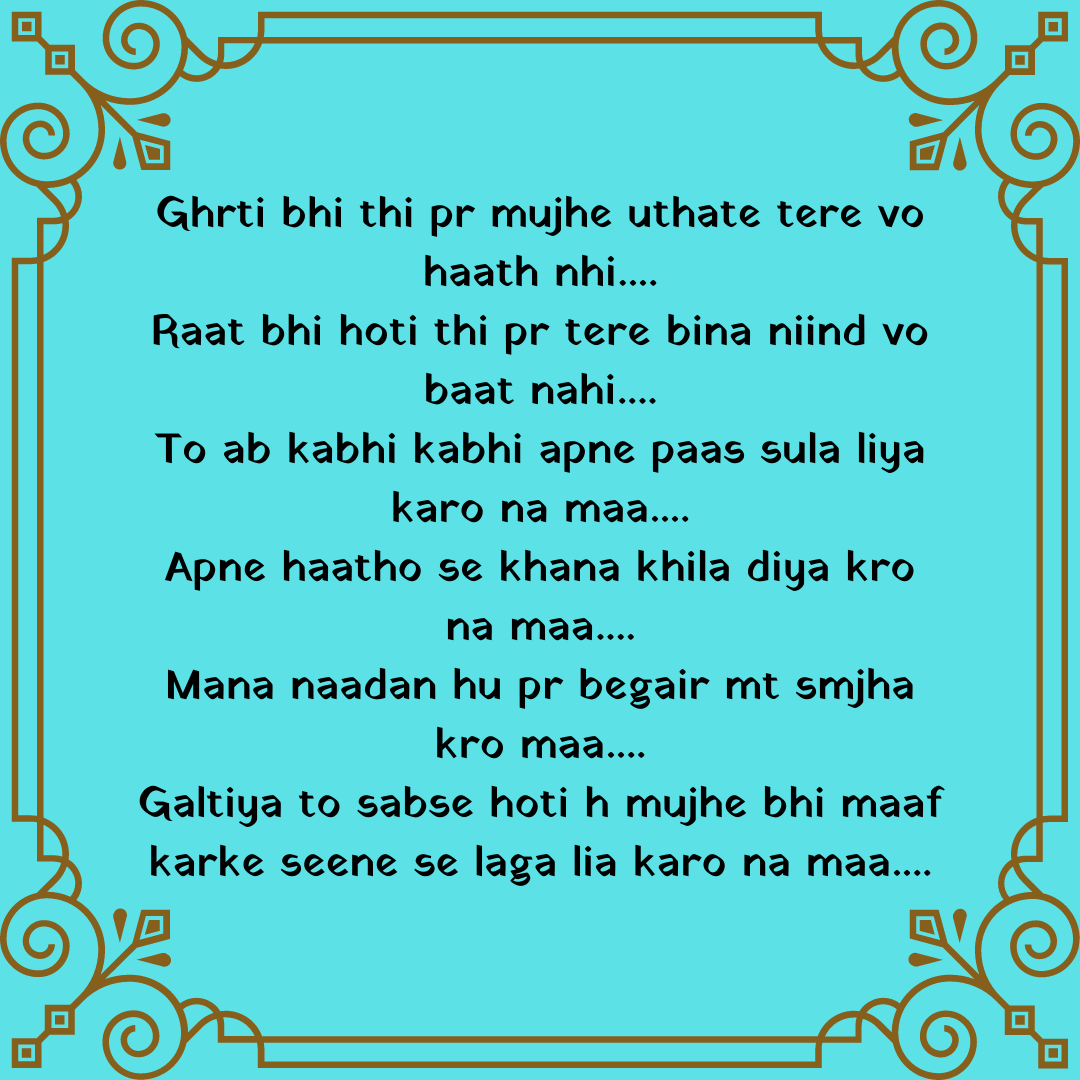 Ghrti bhi thi pr mujhe uthate tere vo
haath nhi....
Raat bhi hoti thi pr tere bina niind vo
baat nahi....
To ab kabhi kabhi apne paas sula liya
karo na maa....
Apne haatho se khana khila diya kro
na maa....
Mana naadan hu pr begair mt smjha
kro maa....
Galtiya to sabse hoti h mujhe bhi maaf
karke seene se laga lia karo na maa....